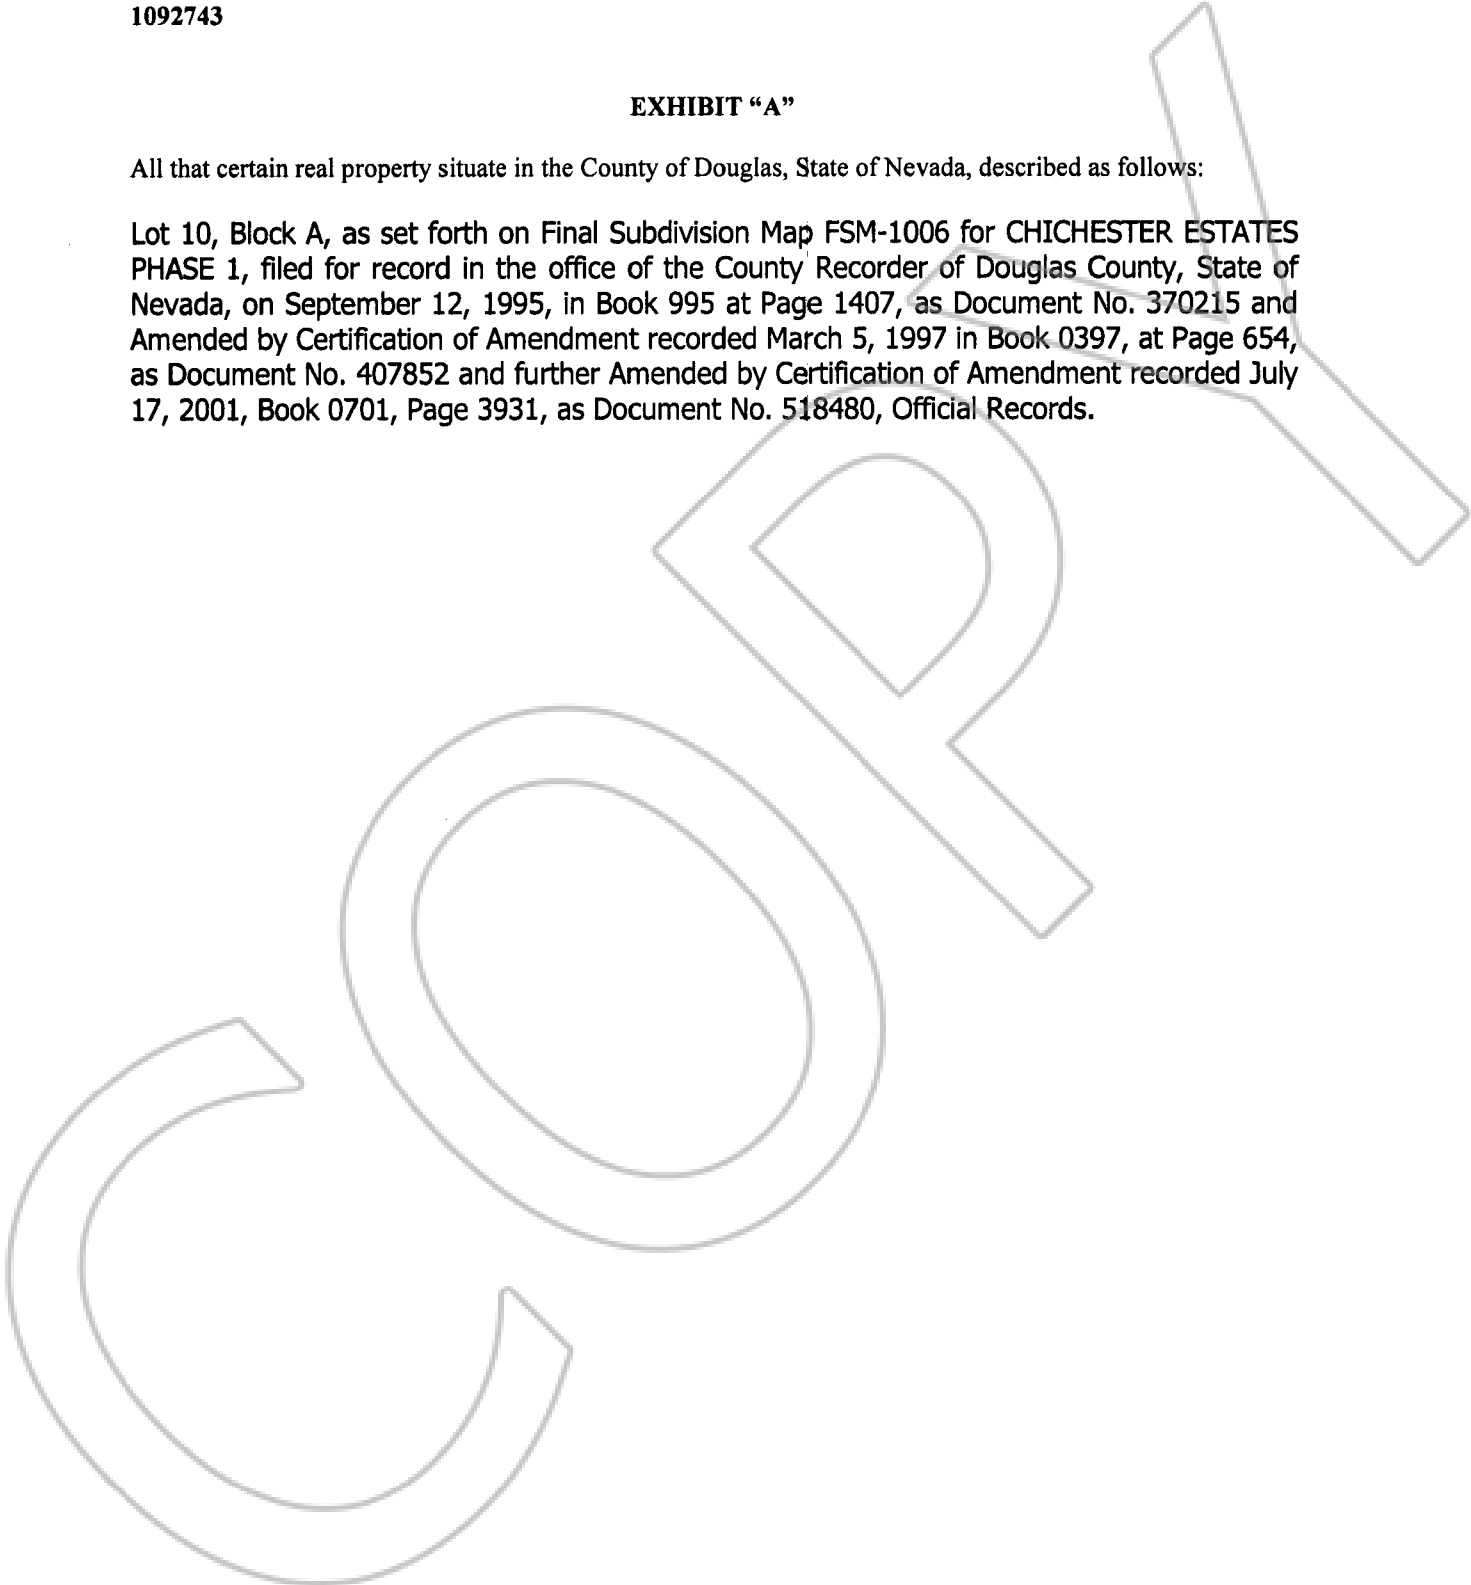 1092743
EXHIBIT “A”
All that certain real property situate in the County of Douglas, State of Nevada, described as follows:
Lot 10, Block A, as set forth on Final Subdivision Map FSM-1006 for CHICHESTER ESTATES
PHASE 1, filed for record in the office of the County Recorder of Douglas County, State of
Nevada, on September 12, 1995, in Book 995 at Page 1407, as Document No. 370215 and
Amended by Certification of Amendment recorded March 5, 1997 in Book 0397, at Page 654,
as Document No. 407852 and further Amended by Certification of Amendment recorded July
17, 2001, Book 0701, Page 3931, as Document No. 518480, Official Records.
COPY